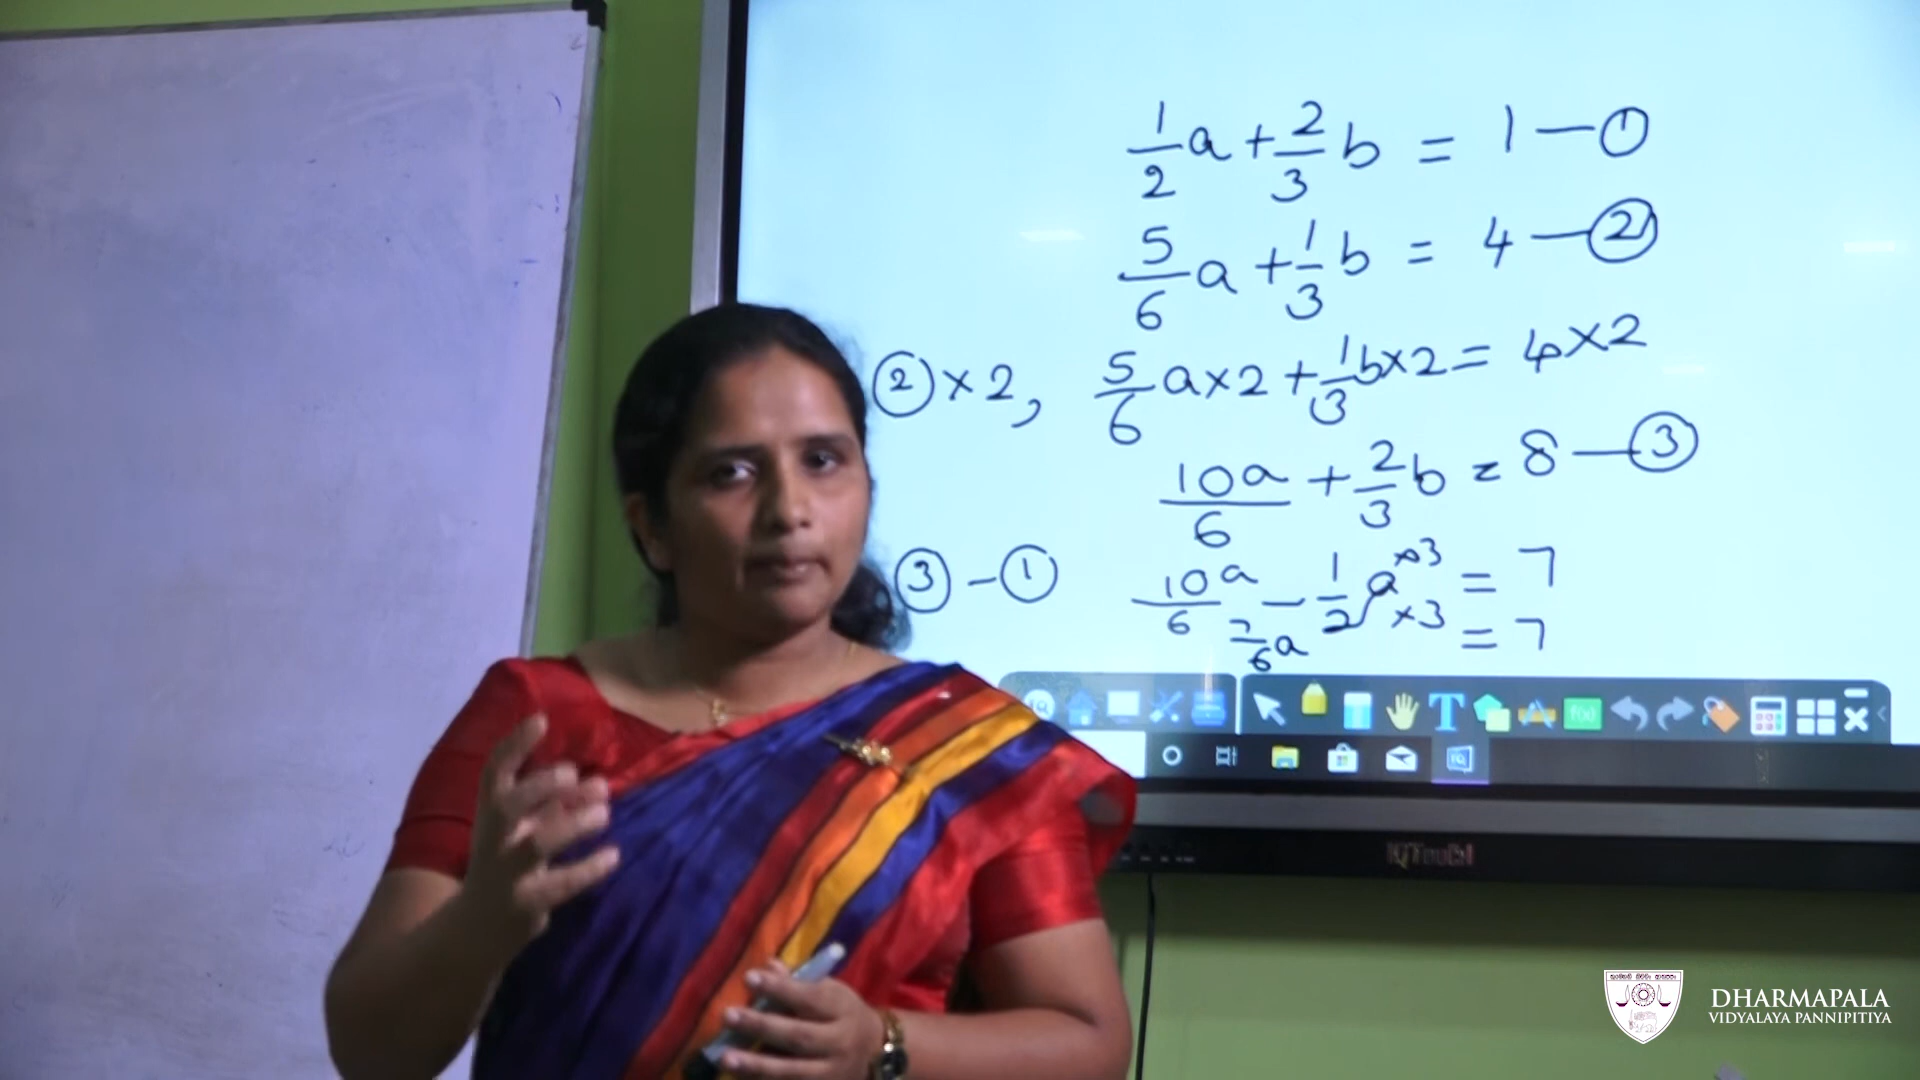 1/2 a + 2/3 b = 1 — ①
5/6 a + 1/3 b = 4 — ②
② × 2, 5/6 a × 2 + 1/3 b × 2 = 4 × 2
10a/6 + 2/3 b = 8 — ③
③ - ① 10a/6 - 1/2 a ×3 ×3 = 7
7/6 a = 7
T f(x)
IQ
IQTouch
DHARMAPALA
VIDYALAYA PANNIPITIYA